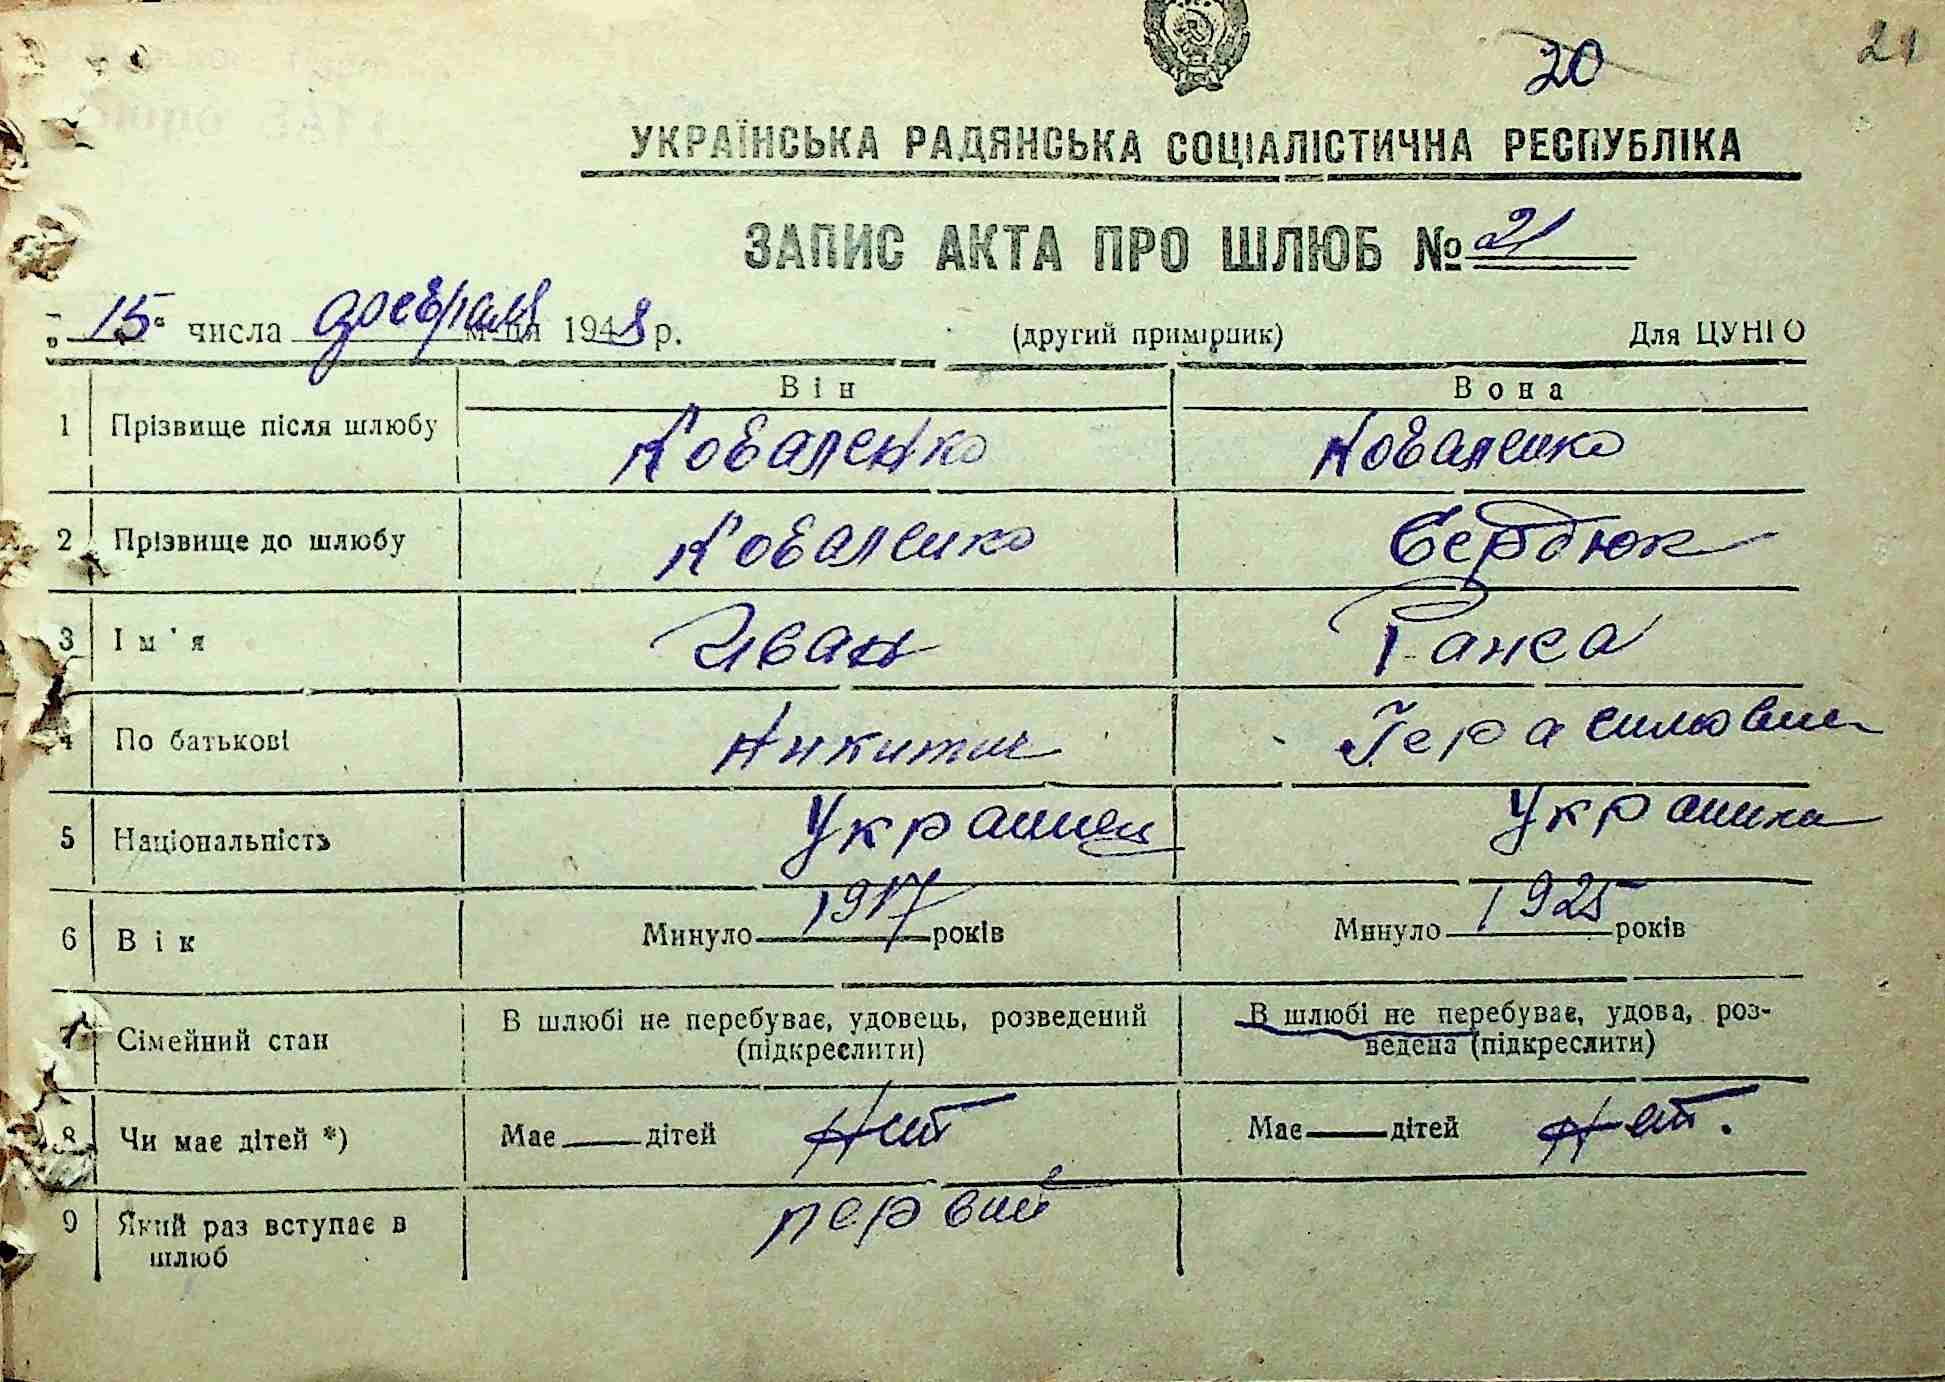 20 21
УКРАЇНСЬКА РАДЯНСЬКА СОЦІАЛІСТИЧНА РЕСПУБЛІКА
ЗАПИС АКТА ПРО ШЛЮБ № 21
15 числа февраля м-ця 1948 р. (другий примірник) Для ЦУНГО
Він Вона
1 Прізвище після шлюбу Коваленко Коваленко
2 Прізвище до шлюбу Коваленко Сердюк
3 Ім'я Иван Ганса
4 По батькові Никитич Герасимовна
5 Національність Украинец Украинка
6 Вік Минуло 1917 років Минуло 1925 років
7 Сімейний стан В шлюбі не перебуває, удовець, розведений В шлюбі не перебуває, удова, роз-
(підкреслити) ведена (підкреслити)
8 Чи має дітей *) Має дітей нет Має дітей нет.
9 Який раз вступає в первий
шлюб